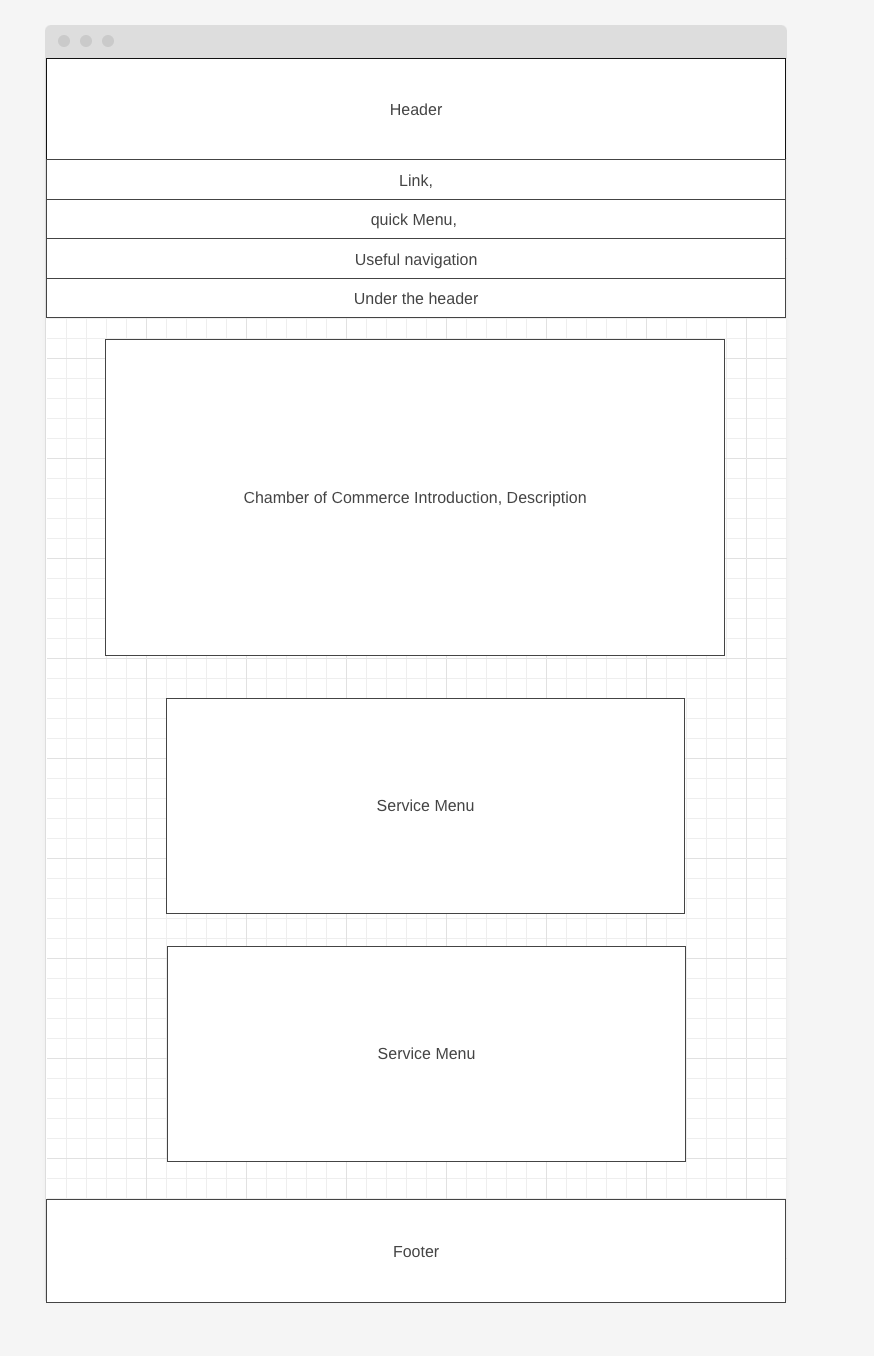 Header
Link,
quick Menu,
Useful navigation
Under the header
Chamber of Commerce Introduction, Description
Service Menu
Service Menu
Footer